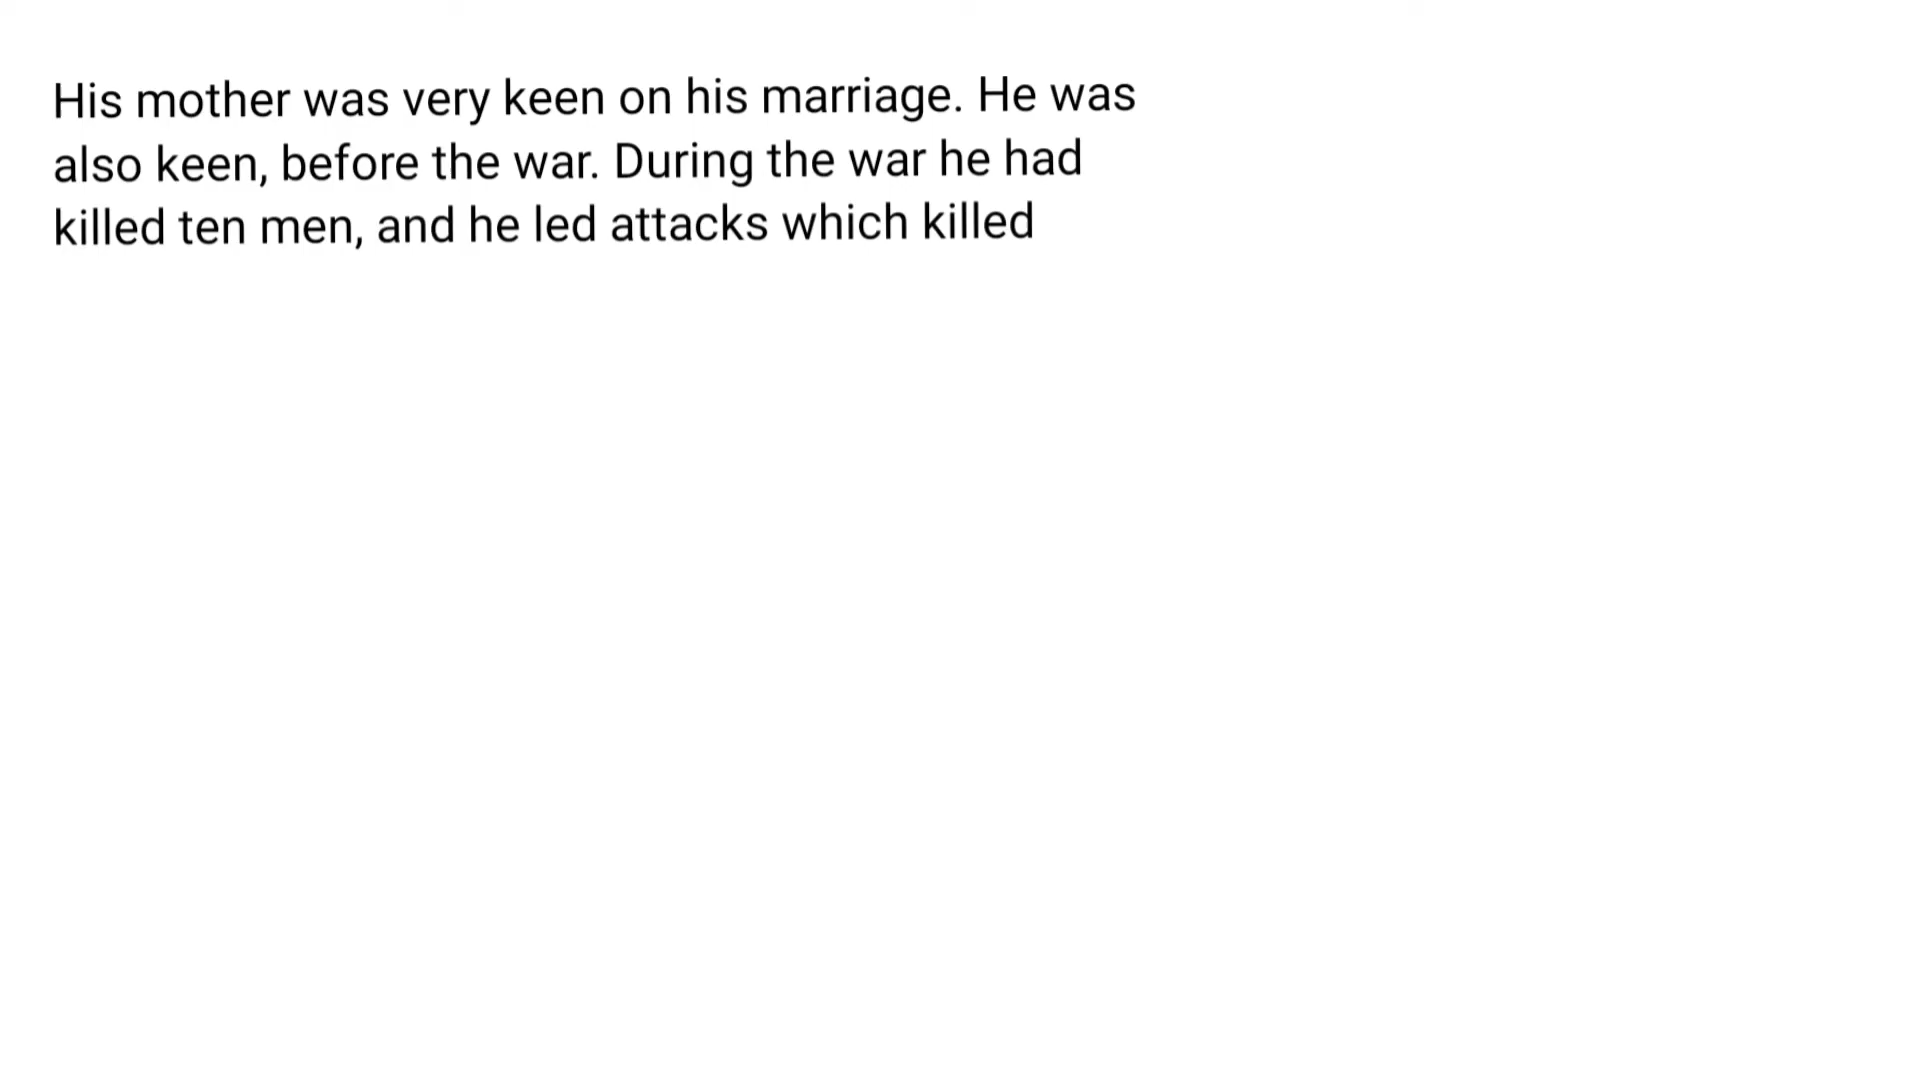 His mother was very keen on his marriage. He was
also keen, before the war. During the war he had
killed ten men, and he led attacks which killed